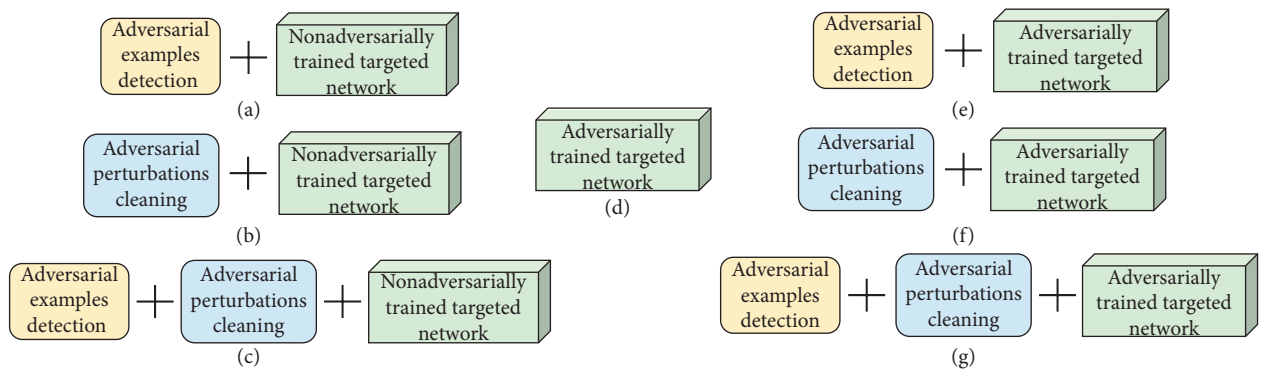 Adversarial
examples
detection
+
Nonadversarially
trained targeted
network
(a)
Adversarial
perturbations
cleaning
+
Nonadversarially
trained targeted
network
(b)
Adversarial
examples
detection
+
Adversarial
perturbations
cleaning
+
Nonadversarially
trained targeted
network
(c)
Adversarially
trained targeted
network
(d)
Adversarial
examples
detection
+
Adversarially
trained targeted
network
(e)
Adversarial
perturbations
cleaning
+
Adversarially
trained targeted
network
(f)
Adversarial
examples
detection
+
Adversarial
perturbations
cleaning
+
Adversarially
trained targeted
network
(g)